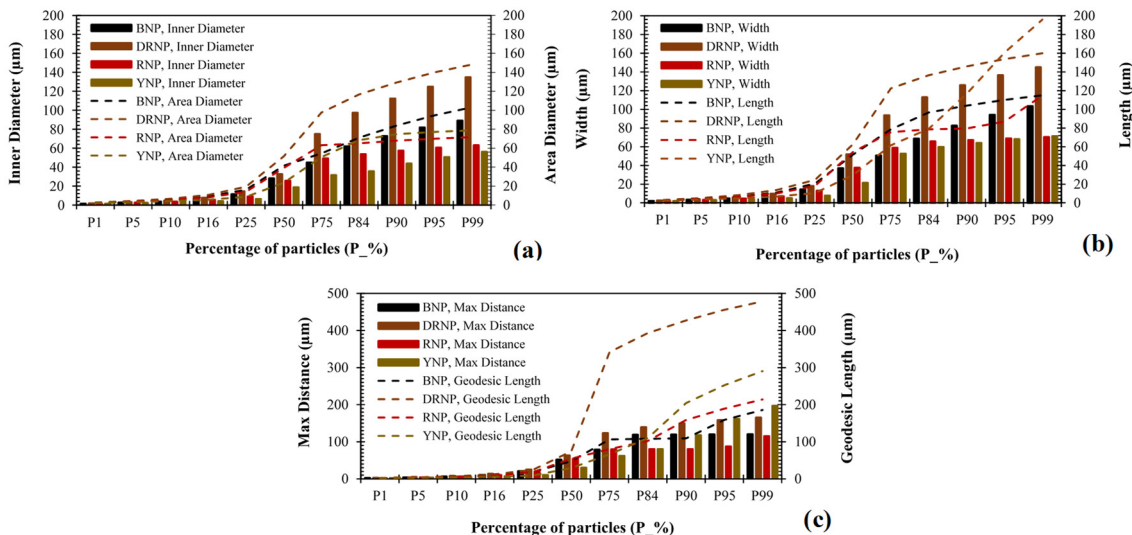 200
180
160
140
120
100
80
60
40
20
0
Inner Diameter (µm)
BNP, Inner Diameter
DRNP, Inner Diameter
RNP, Inner Diameter
YNP, Inner Diameter
BNP, Area Diameter
DRNP, Area Diameter
RNP, Area Diameter
YNP, Area Diameter
200
180
160
140
120
100
80
60
40
20
0
Area Diameter (µm)
P1 P5 P10 P16 P25 P50 P75 P84 P90 P95 P99
Percentage of particles (P_%)
(a)
200
180
160
140
120
100
80
60
40
20
0
Width (µm)
BNP, Width
DRNP, Width
RNP, Width
YNP, Width
BNP, Length
DRNP, Length
RNP, Length
YNP, Length
200
180
160
140
120
100
80
60
40
20
0
Length (µm)
P1 P5 P10 P16 P25 P50 P75 P84 P90 P95 P99
Percentage of particles (P_%)
(b)
500
400
300
200
100
0
Max Distance (µm)
BNP, Max Distance
DRNP, Max Distance
RNP, Max Distance
YNP, Max Distance
BNP, Geodesic Length
DRNP, Geodesic Length
RNP, Geodesic Length
YNP, Geodesic Length
500
400
300
200
100
0
Geodesic Length (µm)
P1 P5 P10 P16 P25 P50 P75 P84 P90 P95 P99
Percentage of particles (P_%)
(c)